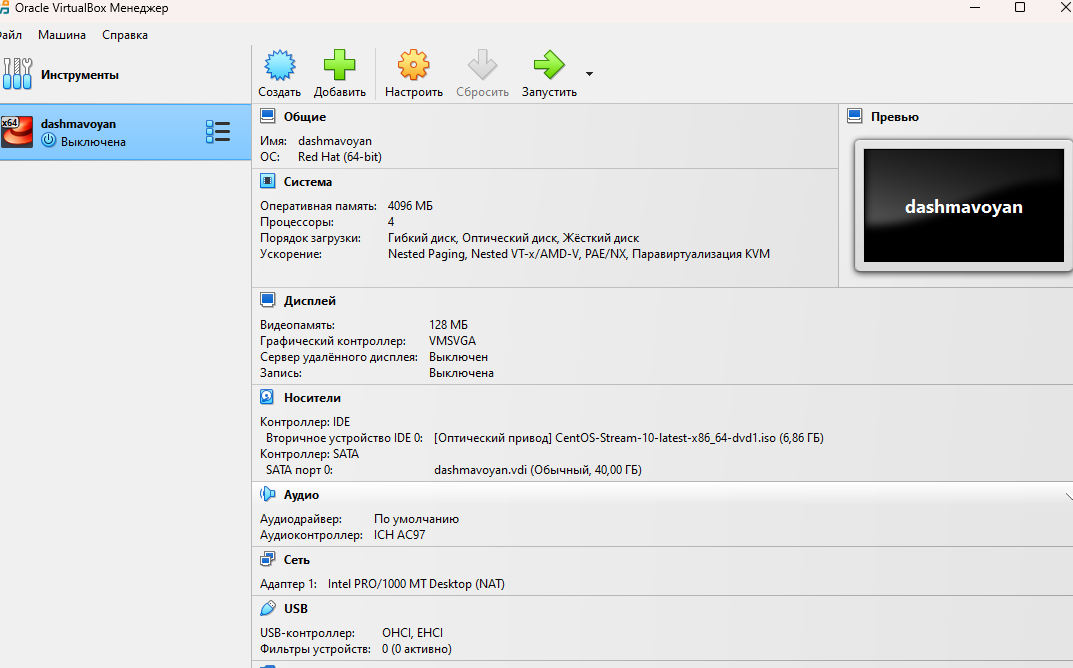 Oracle VirtualBox Менеджер
айл Машина Справка
Инструменты
x64
dashmavoyan
Выключена
Создать Добавить Настроить Сбросить Запустить
Общие
Имя: dashmavoyan
ОС: Red Hat (64-bit)
Превью
dashmavoyan
Система
Оперативная память: 4096 МБ
Процессоры: 4
Порядок загрузки: Гибкий диск, Оптический диск, Жёсткий диск
Ускорение: Nested Paging, Nested VT-x/AMD-V, PAE/NX, Паравиртуализация KVM
Дисплей
Видеопамять: 128 МБ
Графический контроллер: VMSVGA
Сервер удалённого дисплея: Выключен
Запись: Выключена
Носители
Контроллер: IDE
Вторичное устройство IDE 0: [Оптический привод] CentOS-Stream-10-latest-x86_64-dvd1.iso (6,86 ГБ)
Контроллер: SATA
SATA порт 0: dashmavoyan.vdi (Обычный, 40,00 ГБ)
Аудио
Аудиодрайвер: По умолчанию
Аудиоконтроллер: ICH AC97
Сеть
Адаптер 1: Intel PRO/1000 MT Desktop (NAT)
USB
USB-контроллер: OHCI, EHCI
Фильтры устройств: 0 (0 активно)